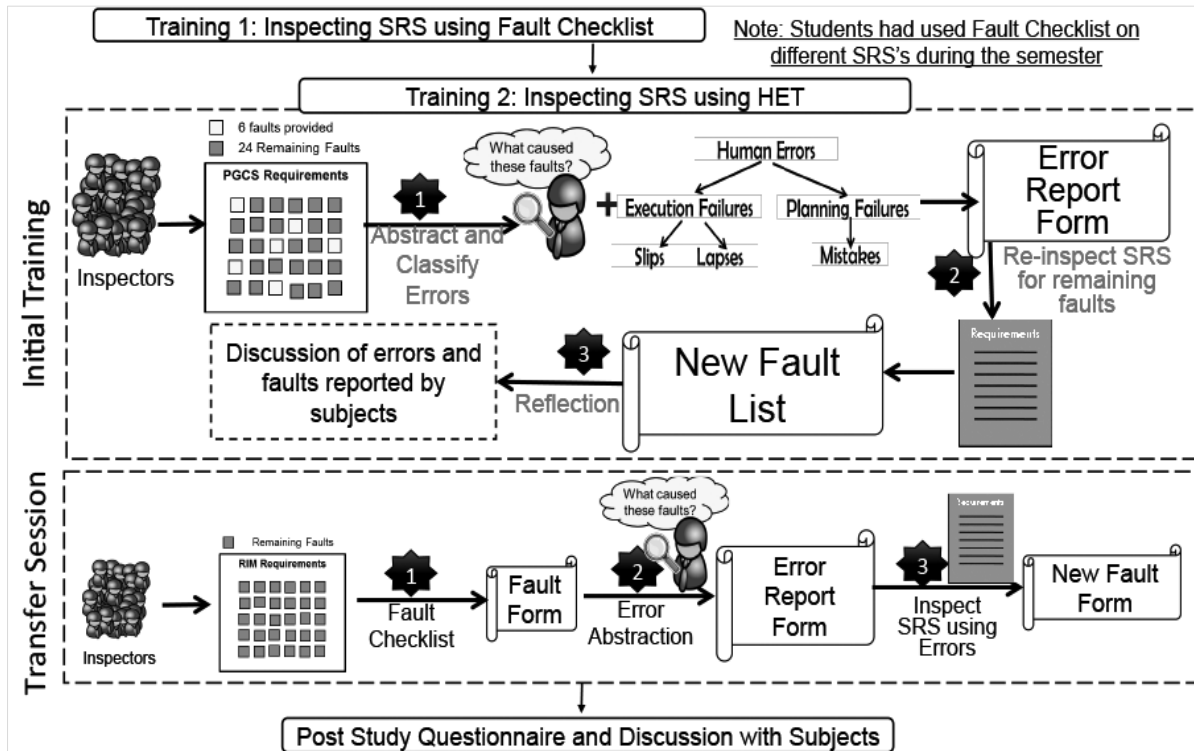 Training 1: Inspecting SRS using Fault Checklist
Note: Students had used Fault Checklist on
different SRS's during the semester
Training 2: Inspecting SRS using HET
Initial Training
Inspectors
6 faults provided
24 Remaining Faults
PGCS Requirements
1
Abstract and
Classify
Errors
What caused
these faults?
+
Human Errors
Execution Failures
Planning Failures
Slips
Lapses
Mistakes
Error
Report
Form
2
Re-inspect SRS
for remaining
faults
Requirements
New Fault
List
3
Reflection
Discussion of errors and
faults reported by
subjects
Transfer Session
Inspectors
Remaining Faults
RIM Requirements
1
Fault
Checklist
Fault
Form
What caused
these faults?
2
Error
Abstraction
Error
Report
Form
Requirements
3
Inspect
SRS using
Errors
New Fault
Form
Post Study Questionnaire and Discussion with Subjects